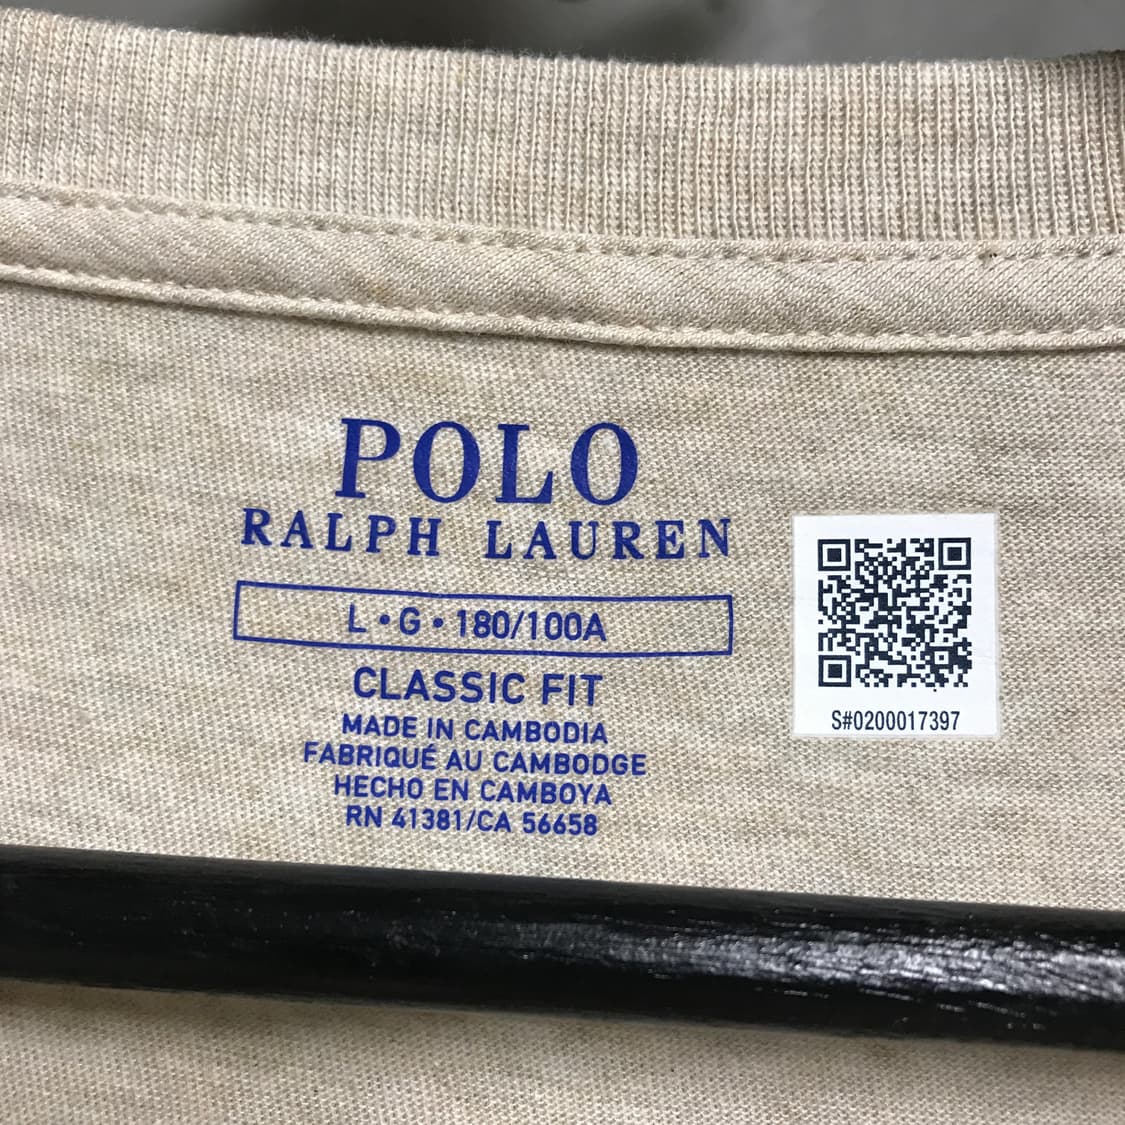 POLO
RALPH LAUREN
L • G • 180/100A
CLASSIC FIT
MADE IN CAMBODIA
FABRIQUÉ AU CAMBODGE
HECHO EN CAMBOYA
RN 41381/CA 56658
S#0200017397